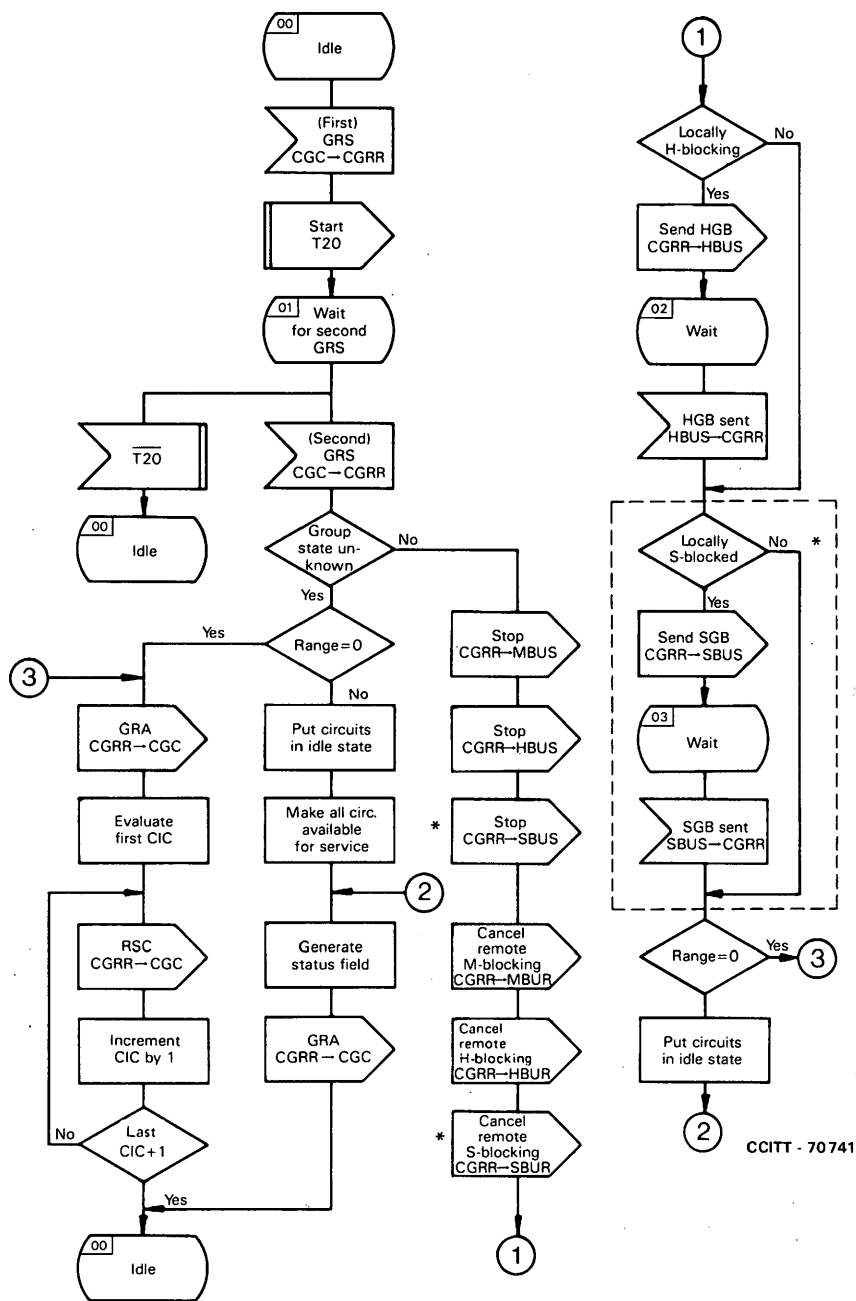 00
Idle
(First)
GRS
CGC→CGRR
Start
T20
01
Wait
for second
GRS
T20
00
Idle
(Second)
GRS
CGC→CGRR
Group
state un-
known
No
Yes
Range=0
Yes
No
3
GRA
CGRR→CGC
Evaluate
first CIC
RSC
CGRR→CGC
Increment
CIC by 1
Last
CIC+1
No
Yes
00
Idle
Put circuits
in idle state
Make all circ.
available
for service
2
Generate
status field
GRA
CGRR→CGC
Stop
CGRR→MBUS
Stop
CGRR→HBUS
*
Stop
CGRR→SBUS
Cancel
remote
M-blocking
CGRR→MBUR
Cancel
remote
H-blocking
CGRR→HBUR
*
Cancel
remote
S-blocking
CGRR→SBUR
1
1
Locally
H-blocking
No
Yes
Send HGB
CGRR→HBUS
02
Wait
HGB sent
HBUS→CGRR
Locally
S-blocked
No
*
Yes
Send SGB
CGRR→SBUS
03
Wait
SGB sent
SBUS→CGRR
Range=0
Yes
3
Put circuits
in idle state
2
CCITT - 70741